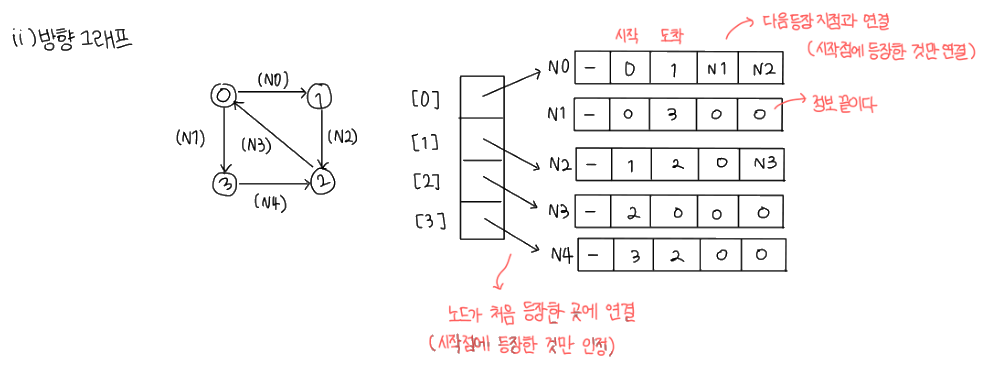 ii) 방향 그래프
시작 도착
다음 등장 지점과 연결
(시작점에 등장한 것만 연결)
N0 - 0 1 N1 N2
N1 - 0 3 0 0
정보 끝이다
N2 - 1 2 0 N3
N3 - 2 0 0 0
N4 - 3 2 0 0
[0]
[1]
[2]
[3]
0 (N0) 1
(N1) (N3) (N2)
3 (N4) 2
노드가 처음 등장한 곳에 연결
(시작점에 등장한 것만 인정)